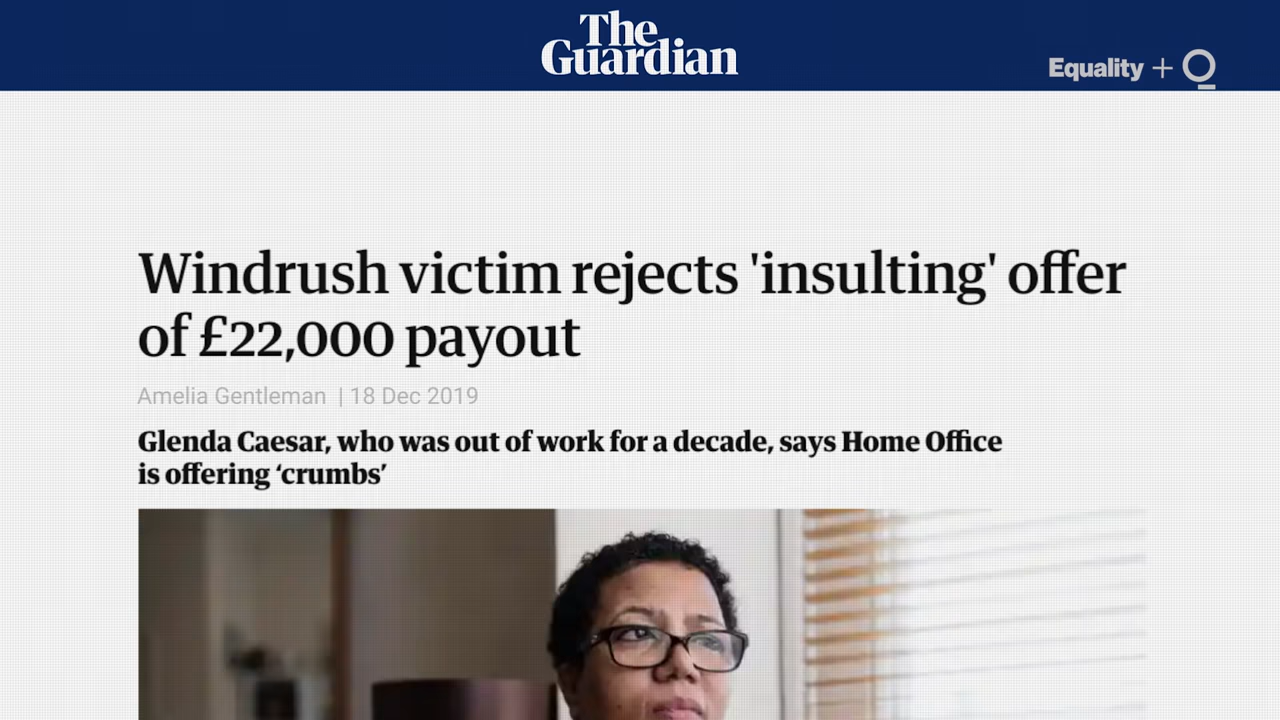 The
Guardian
Equality +
Windrush victim rejects 'insulting' offer
of £22,000 payout
Amelia Gentleman | 18 Dec 2019
Glenda Caesar, who was out of work for a decade, says Home Office
is offering ‘crumbs’